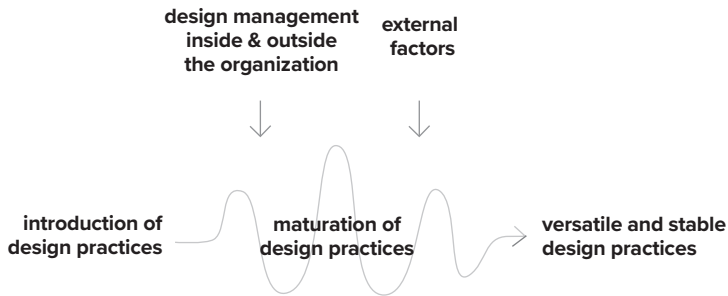 design management
inside & outside
the organization
external
factors
introduction of
design practices
maturation of
design practices
versatile and stable
design practices